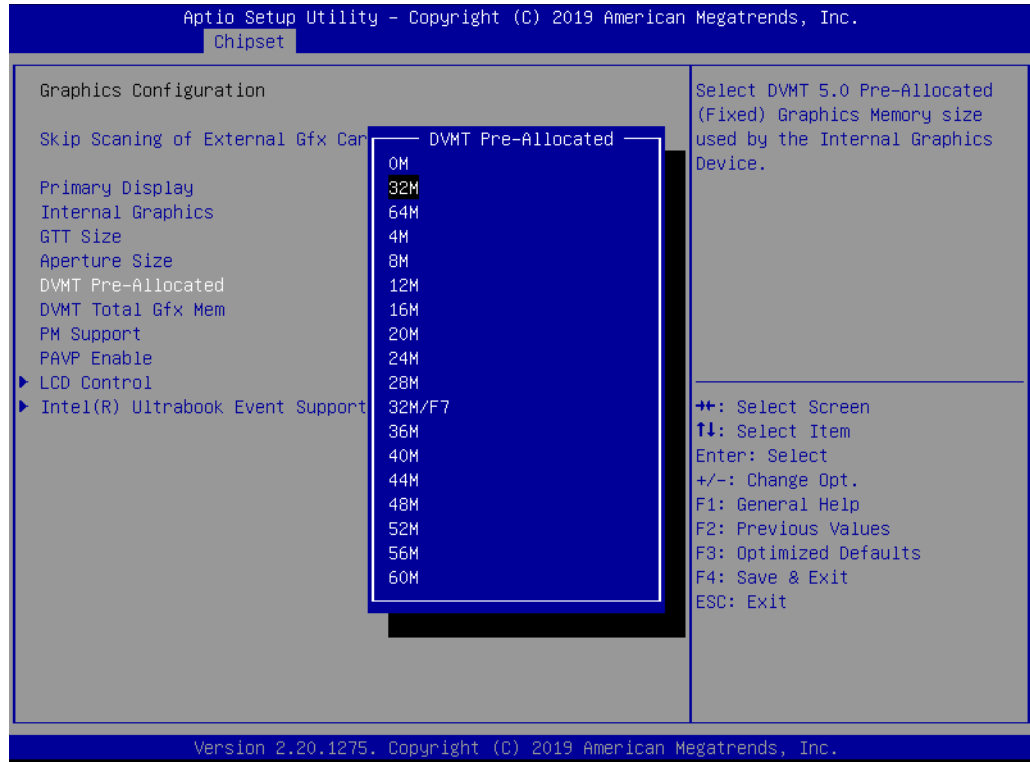 Aptio Setup Utility – Copyright (C) 2019 American Megatrends, Inc.
Chipset
Graphics Configuration
Skip Scaning of External Gfx Car
Primary Display
Internal Graphics
GTT Size
Aperture Size
DVMT Pre-Allocated
DVMT Total Gfx Mem
PM Support
PAVP Enable
LCD Control
Intel(R) Ultrabook Event Support
DVMT Pre-Allocated
0M
32M
64M
4M
8M
12M
16M
20M
24M
28M
32M/F7
36M
40M
44M
48M
52M
56M
60M
Select DVMT 5.0 Pre-Allocated
(Fixed) Graphics Memory size
used by the Internal Graphics
Device.
→←: Select Screen
↑↓: Select Item
Enter: Select
+/-: Change Opt.
F1: General Help
F2: Previous Values
F3: Optimized Defaults
F4: Save & Exit
ESC: Exit
Version 2.20.1275. Copyright (C) 2019 American Megatrends, Inc.